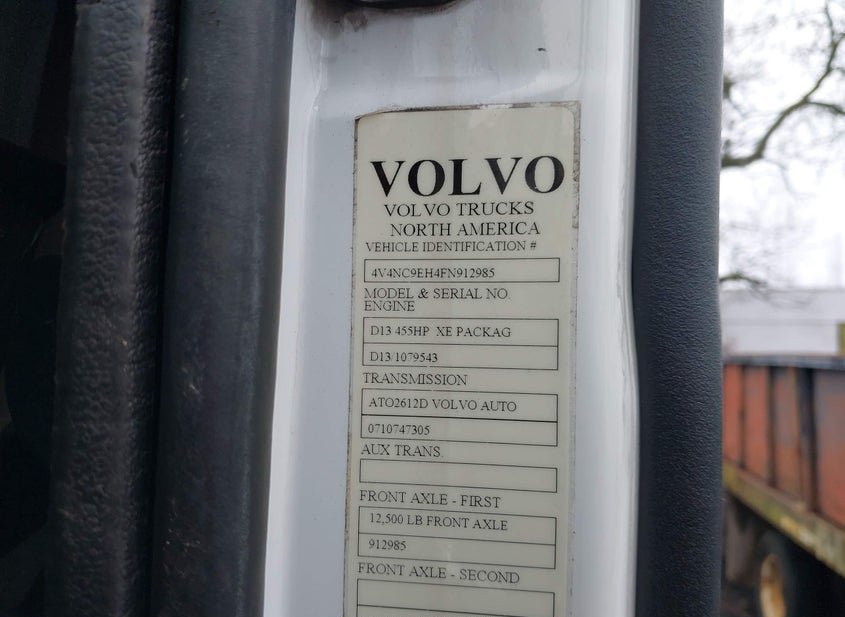 VOLVO
VOLVO TRUCKS
NORTH AMERICA
VEHICLE IDENTIFICATION #
4V4NC9EH4FN912985
MODEL & SERIAL NO.
ENGINE
D13 455HP XE PACKAG
D13/1079543
TRANSMISSION
ATO2612D VOLVO AUTO
0710747305
AUX TRANS.
FRONT AXLE - FIRST
12,500 LB FRONT AXLE
912985
FRONT AXLE - SECOND